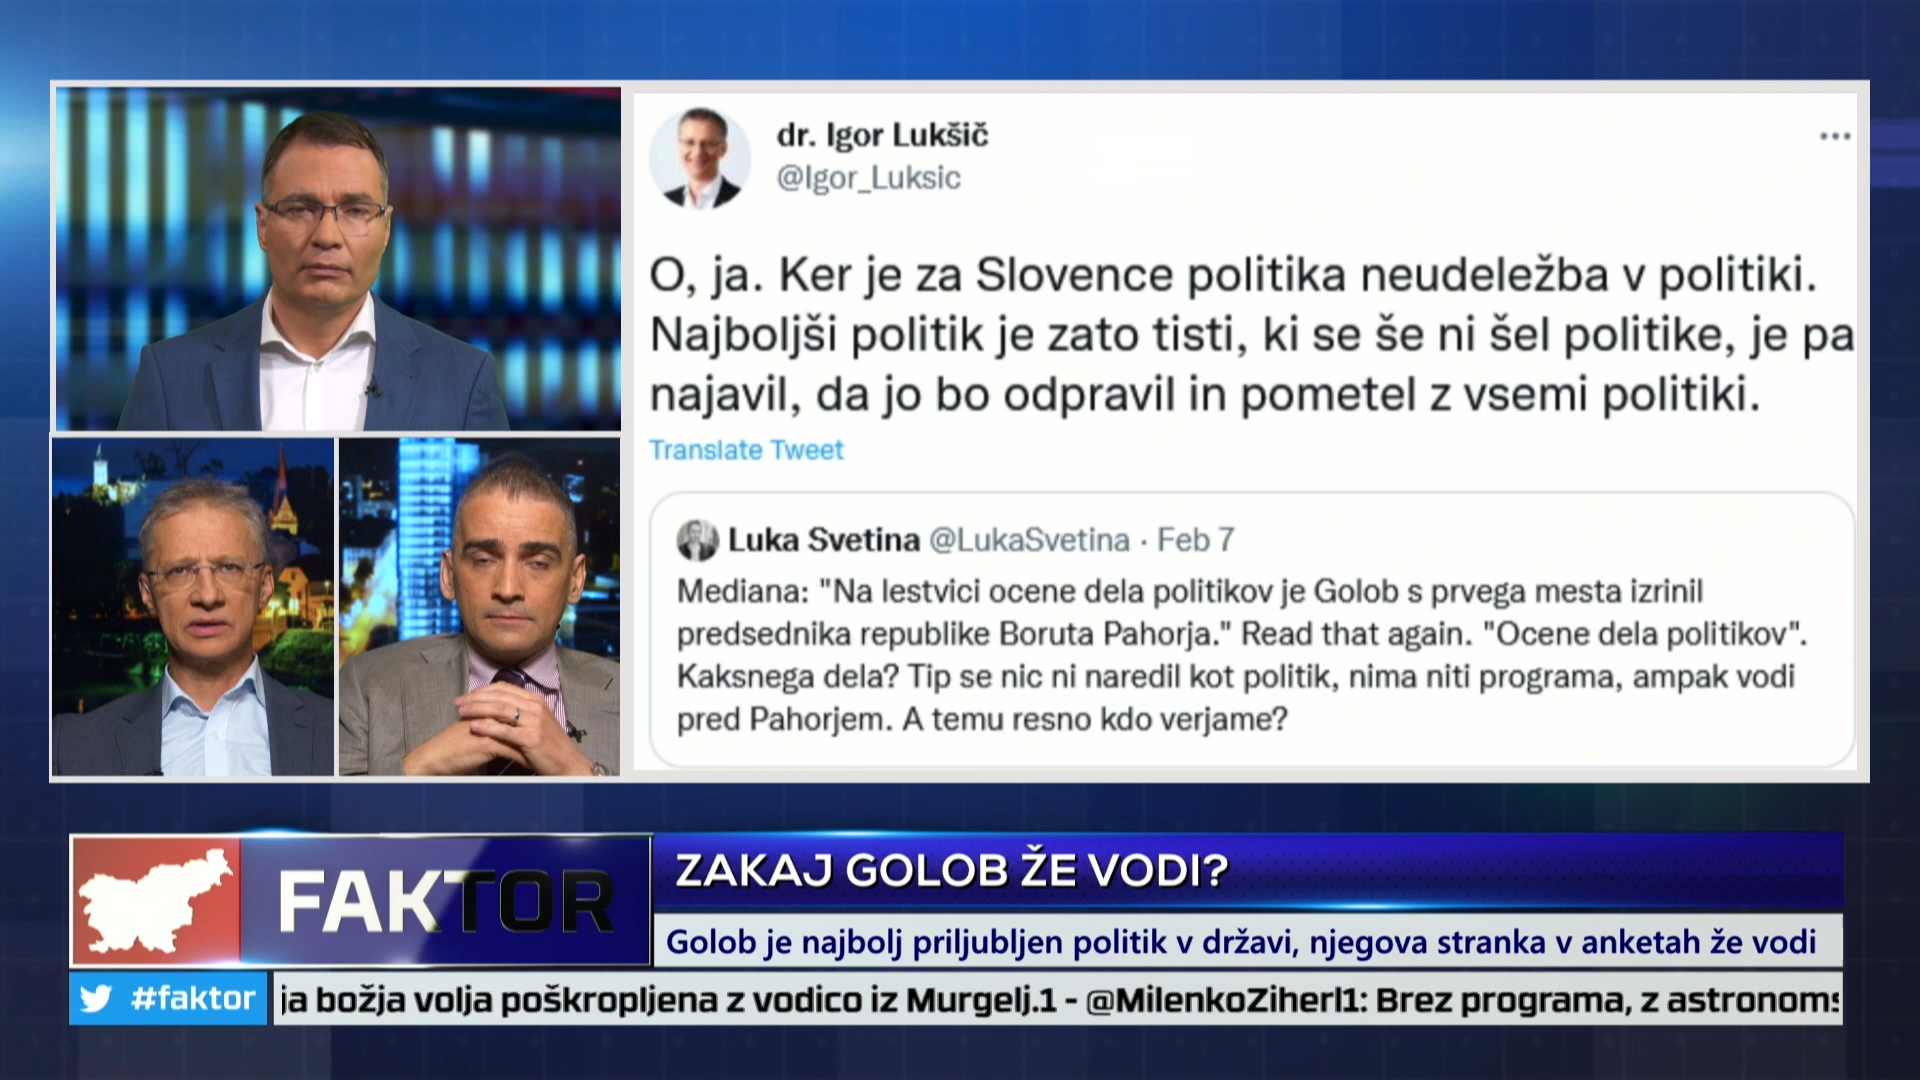 dr. Igor Lukšič
@Igor_Luksic
O, ja. Ker je za Slovence politika neudeležba v politiki.
Najboljši politik je zato tisti, ki se še ni šel politike, je pa
najavil, da jo bo odpravil in pometel z vsemi politiki.
Translate Tweet
Luka Svetina @LukaSvetina · Feb 7
Mediana: "Na lestvici ocene dela politikov je Golob s prvega mesta izrinil
predsednika republike Boruta Pahorja." Read that again. "Ocene dela politikov".
Kaksnega dela? Tip se nic ni naredil kot politik, nima niti programa, ampak vodi
pred Pahorjem. A temu resno kdo verjame?
FAKTOR
ZAKAJ GOLOB ŽE VODI?
Golob je najbolj priljubljen politik v državi, njegova stranka v anketah že vodi
#faktor
ja božja volja poškropljena z vodico iz Murgelj.1 - @MilenkoZiherl1: Brez programa, z astronoms